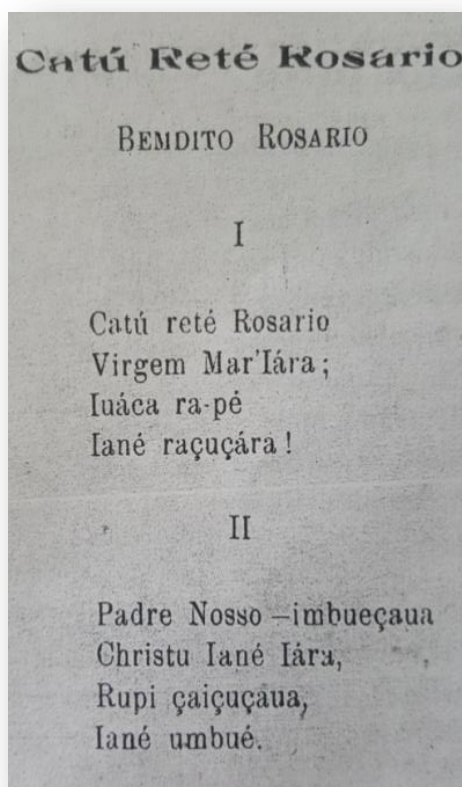 Catú Reté Rosario
BEMDITO ROSARIO
I
Catú reté Rosario
Virgem Mar'Iára;
Iuáca ra-pé
Iané raçuçára!
II
Padre Nosso —imbueçaua
Christu Iané Iára,
Rupi çaiçuçaua,
Iané umbué.